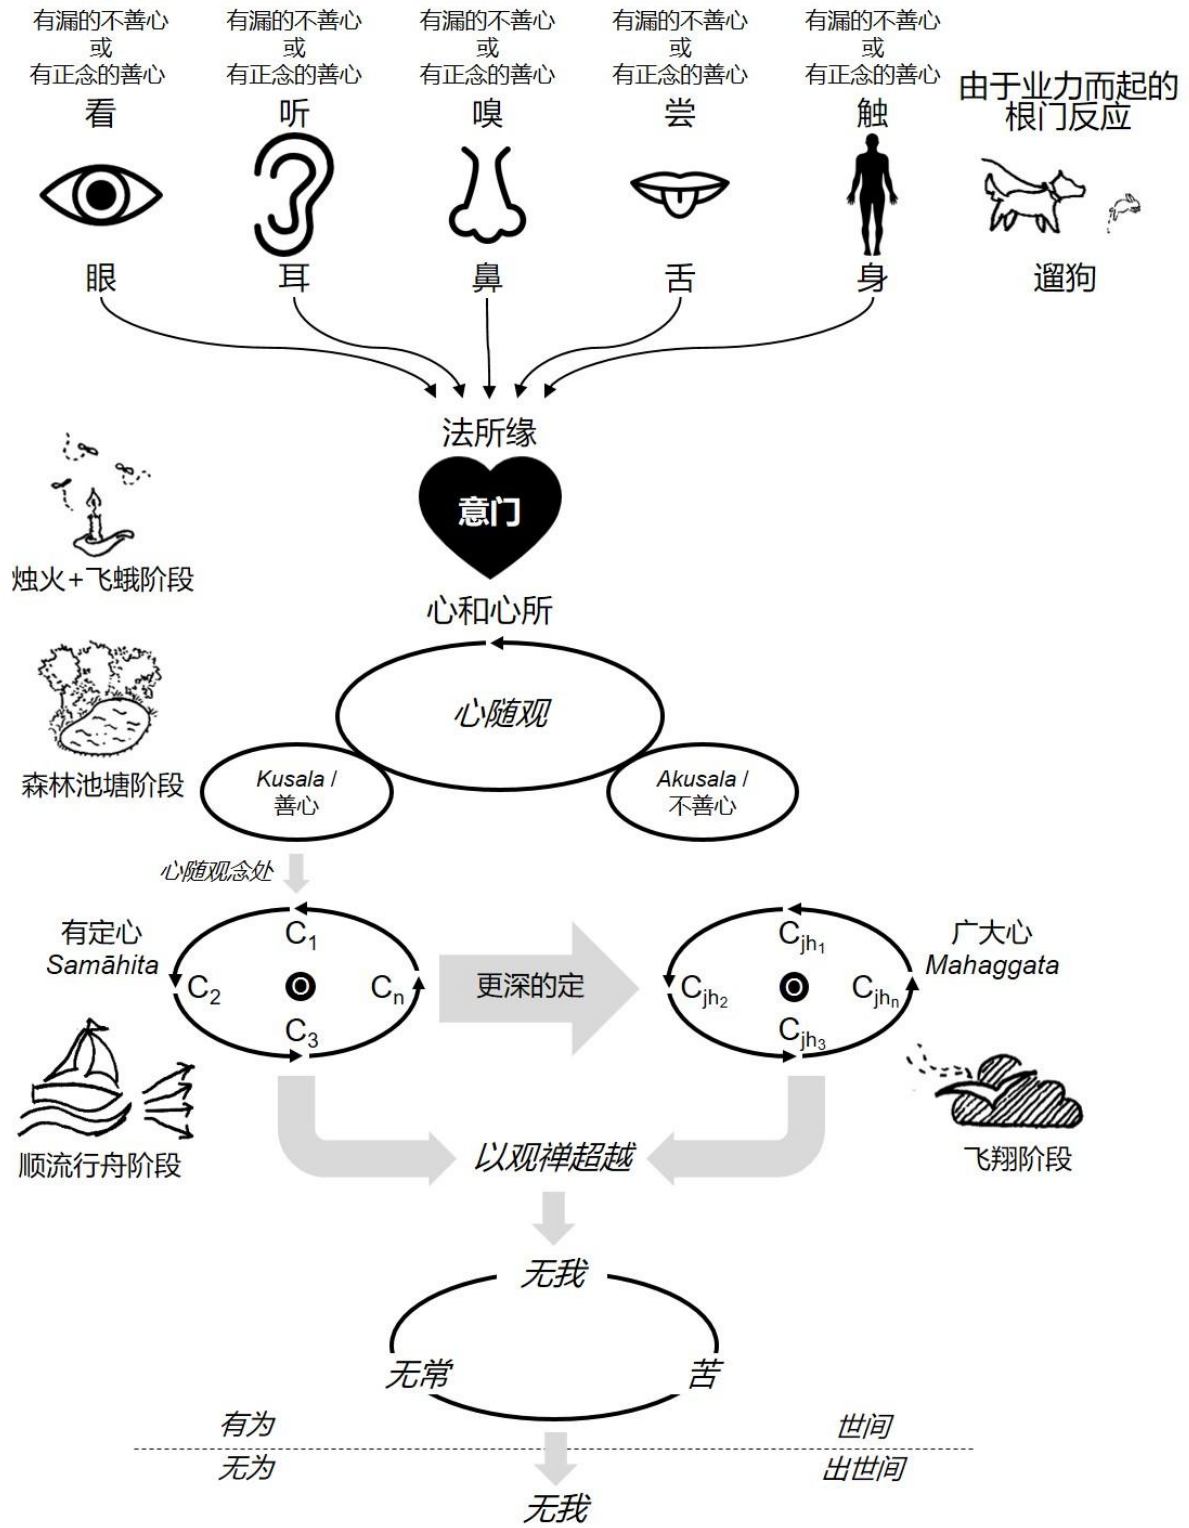 有漏的不善心
或
有正念的善心
有漏的不善心
或
有正念的善心
有漏的不善心
或
有正念的善心
有漏的不善心
或
有正念的善心
有漏的不善心
或
有正念的善心
看
听
嗅
尝
触
由于业力而起的
根门反应
眼
耳
鼻
舌
身
遛狗
法所缘
意门
烛火+飞蛾阶段
心和心所
心随观
森林池塘阶段
Kusala /
善心
Akusala /
不善心
心随观念处
有定心
Samāhita
C1
C2
O
Cn
C3
更深的定
Cjh1
Cjh2
O
Cjhn
Cjh3
广大心
Mahaggata
顺流行舟阶段
以观禅超越
飞翔阶段
无我
无常
苦
有为
世间
无为
出世间
无我